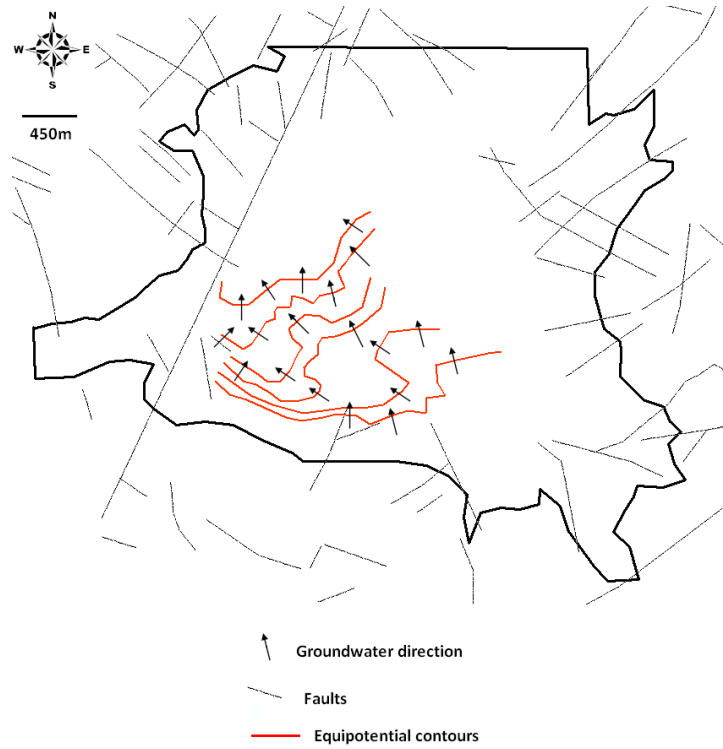 N
W E
S
450m
Groundwater direction
Faults
Equipotential contours